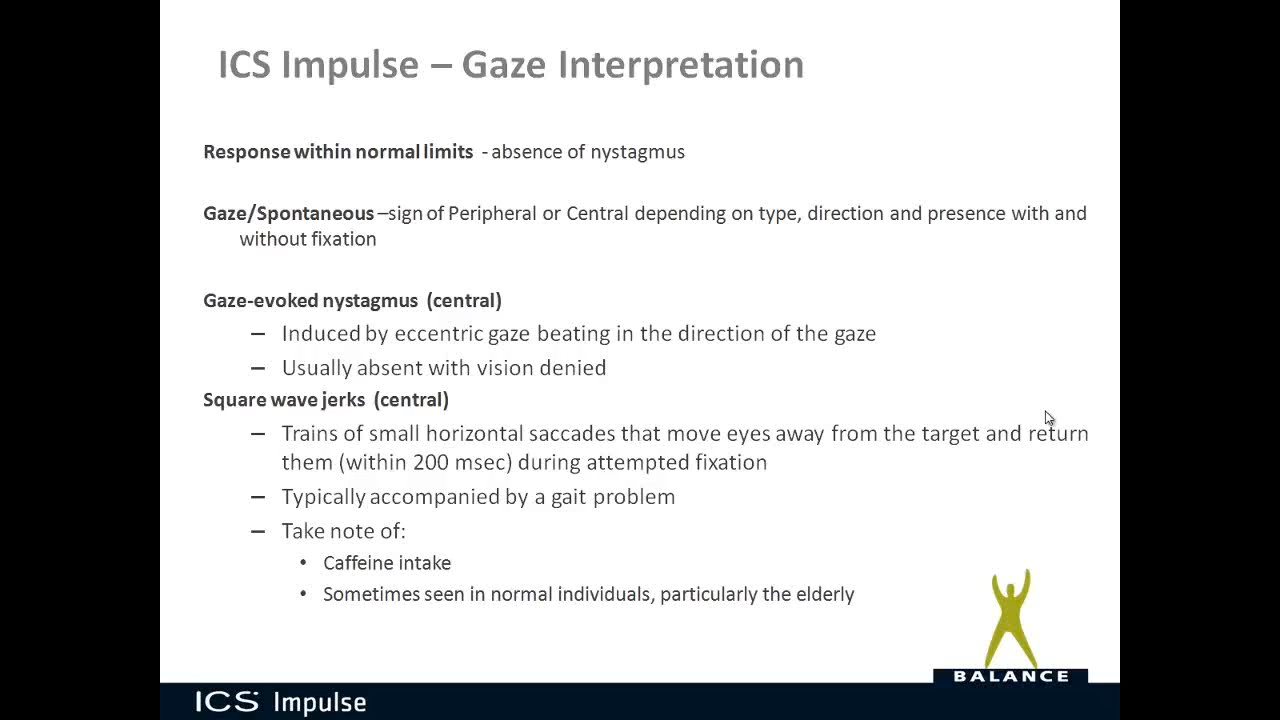 ICS Impulse – Gaze Interpretation
Response within normal limits - absence of nystagmus
Gaze/Spontaneous –sign of Peripheral or Central depending on type, direction and presence with and
without fixation
Gaze-evoked nystagmus (central)
– Induced by eccentric gaze beating in the direction of the gaze
– Usually absent with vision denied
Square wave jerks (central)
– Trains of small horizontal saccades that move eyes away from the target and return
them (within 200 msec) during attempted fixation
– Typically accompanied by a gait problem
– Take note of:
• Caffeine intake
• Sometimes seen in normal individuals, particularly the elderly
BALANCE
ICS Impulse